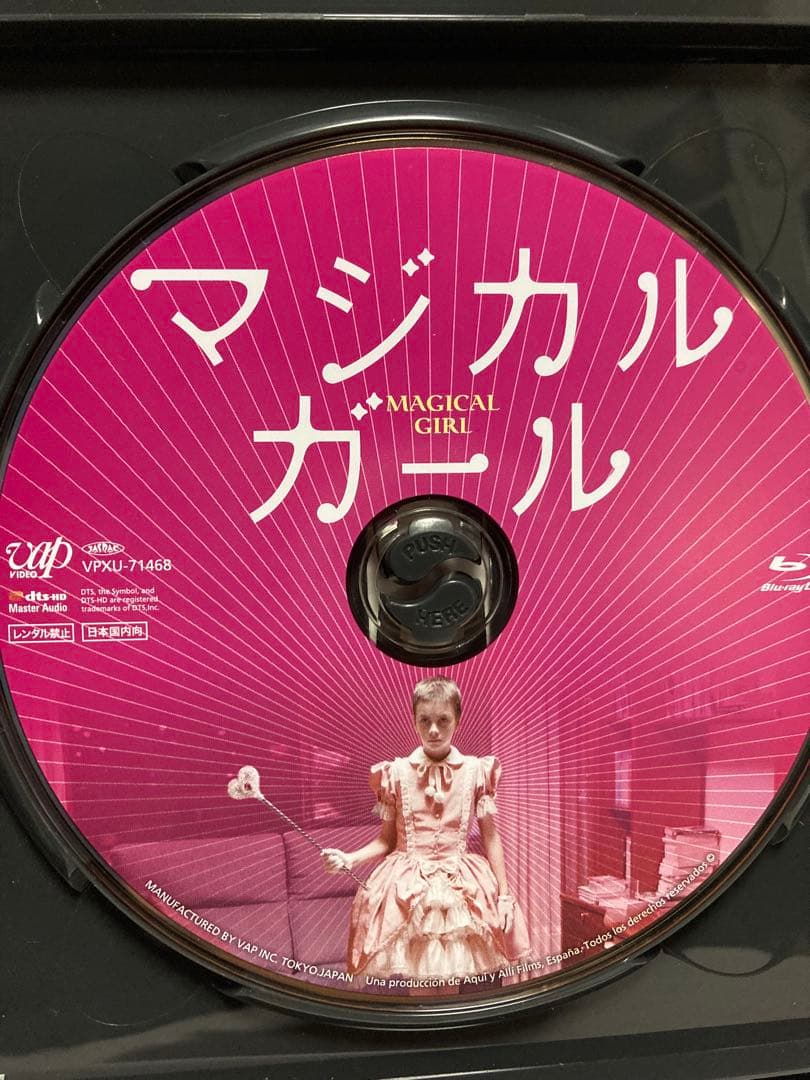 マジカル
ガール
MAGICAL
GIRL
PUSH
HERE
vap
VIDEO
JASRAC
VPXU-71468
dts-HD
Master Audio
DTS, the Symbol, and
DTS-HD are registered
trademarks of DTS,Inc.
レンタル禁止
日本国内向
Blu-ray
MANUFACTURED BY VAP INC. TOKYO.JAPAN
Una producción de Aquí y Allí Films, España. Todos los derechos reservados ©